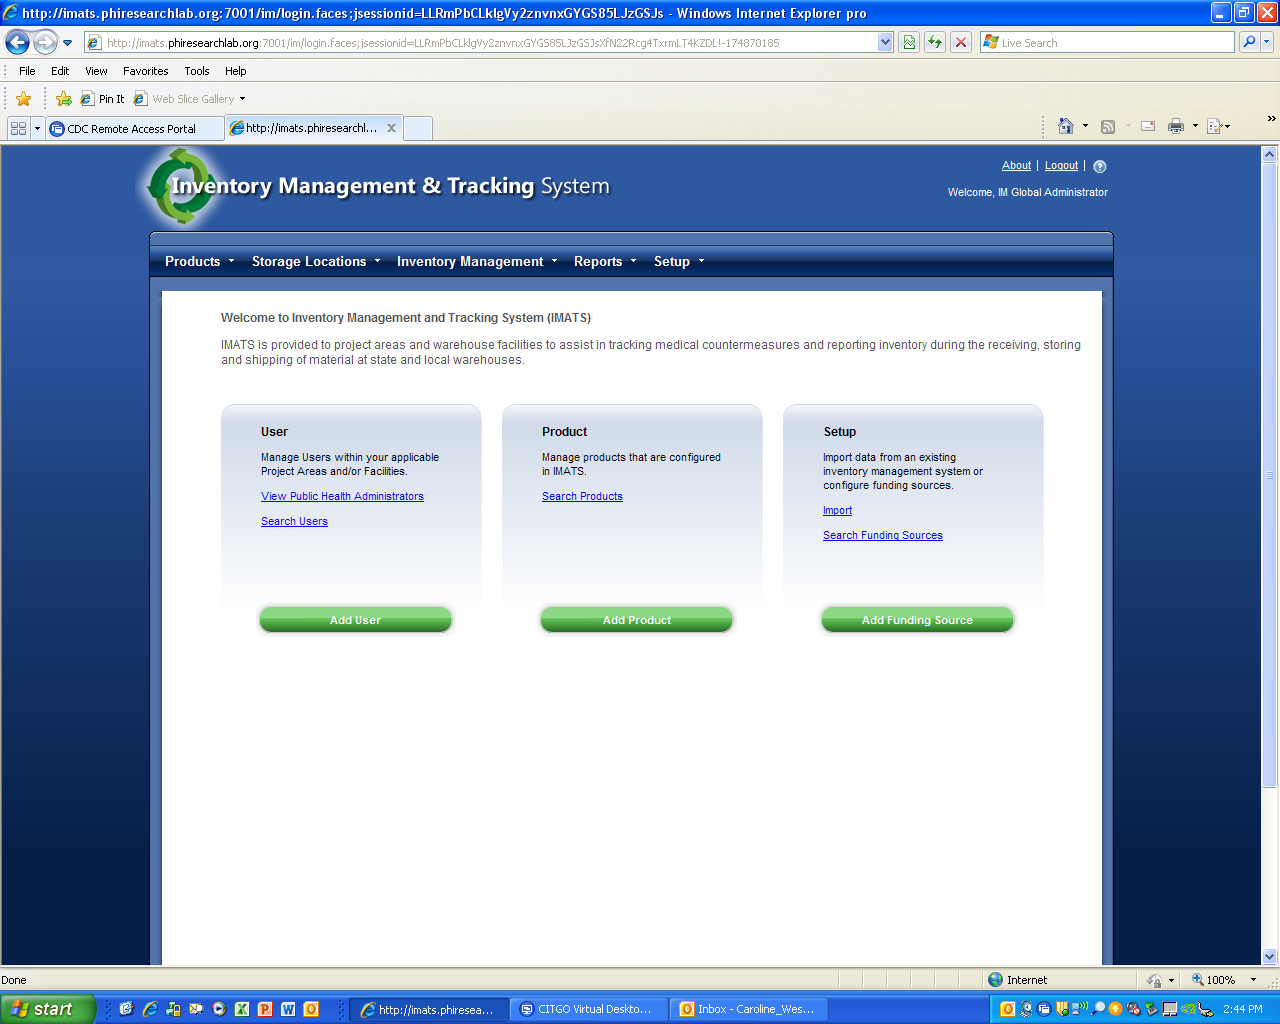 http://imats.phiresearchlab.org:7001/im/login.faces;jsessionid=LLRmPbCLklgVy2znvnxGYGS85LJzGSJs - Windows Internet Explorer pro
http://imats.phiresearchlab.org:7001/im/login.faces;jsessionid=LLRmPbCLklgVy2znvnxGYGS85LJzGSJsXfN22Rcg4TxrmLT4KZDL!-174870185
Live Search
File Edit View Favorites Tools Help
Pin It Web Slice Gallery
CDC Remote Access Portal
http://imats.phiresearchl...
Inventory Management & Tracking System
About | Logout |
Welcome, IM Global Administrator
Products Storage Locations Inventory Management Reports Setup
Welcome to Inventory Management and Tracking System (IMATS)
IMATS is provided to project areas and warehouse facilities to assist in tracking medical countermeasures and reporting inventory during the receiving, storing
and shipping of material at state and local warehouses.
User
Manage Users within your applicable
Project Areas and/or Facilities.
View Public Health Administrators
Search Users
Add User
Product
Manage products that are configured
in IMATS.
Search Products
Add Product
Setup
Import data from an existing
inventory management system or
configure funding sources.
Import
Search Funding Sources
Add Funding Source
Done
Internet
100%
start
http://imats.phiresea...
CITGO Virtual Deskto...
Inbox - Caroline_Wes...
2:44 PM